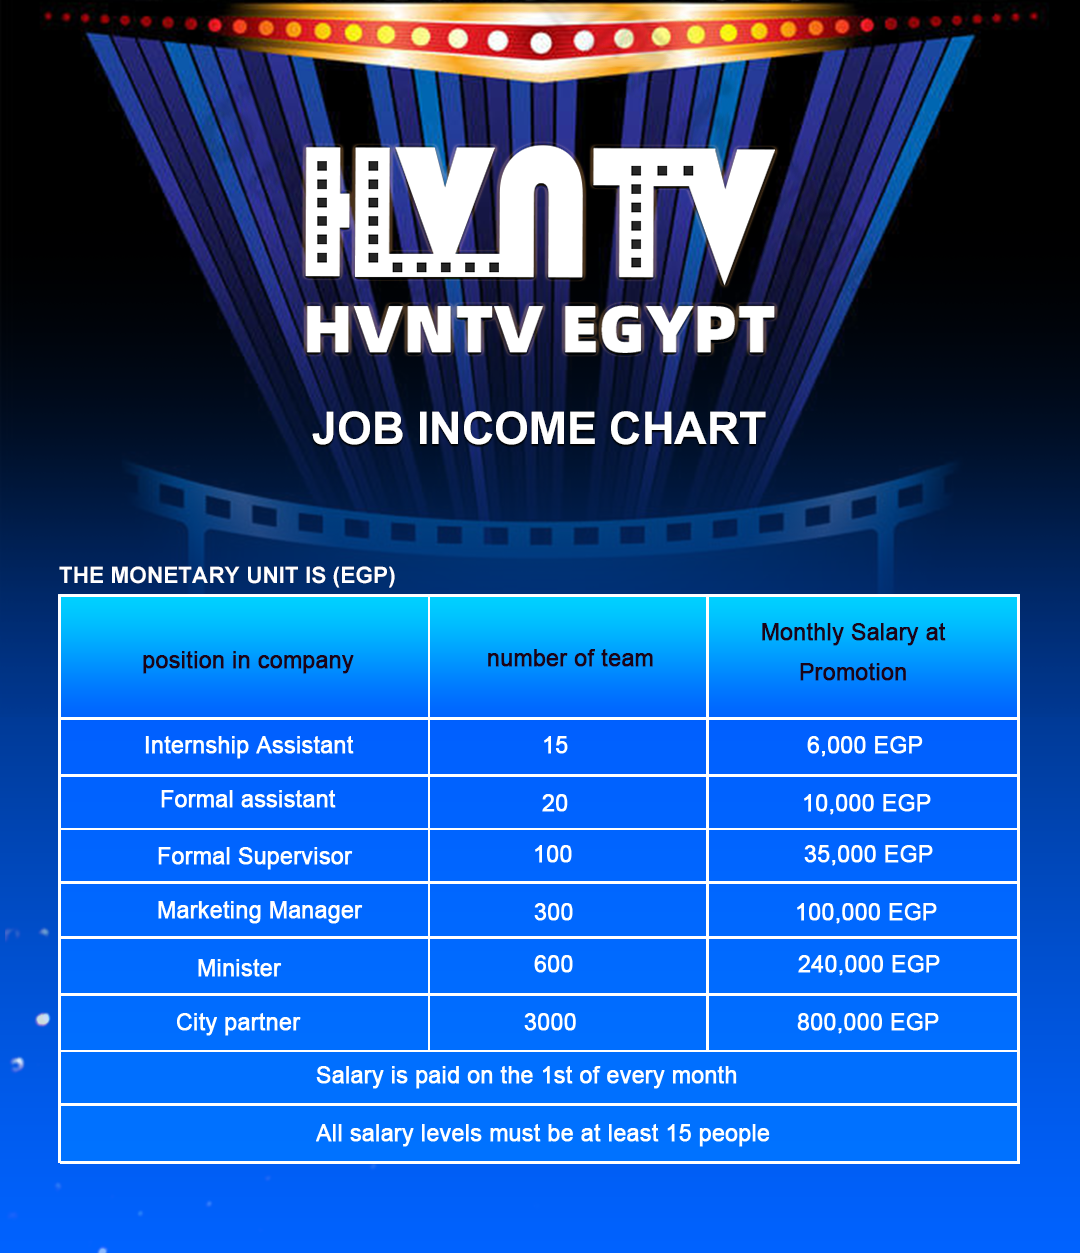 HVNTV
HVNTV EGYPT
JOB INCOME CHART
THE MONETARY UNIT IS (EGP)
position in company number of team Monthly Salary at
Promotion
Internship Assistant 15 6,000 EGP
Formal assistant 20 10,000 EGP
Formal Supervisor 100 35,000 EGP
Marketing Manager 300 100,000 EGP
Minister 600 240,000 EGP
City partner 3000 800,000 EGP
Salary is paid on the 1st of every month
All salary levels must be at least 15 people